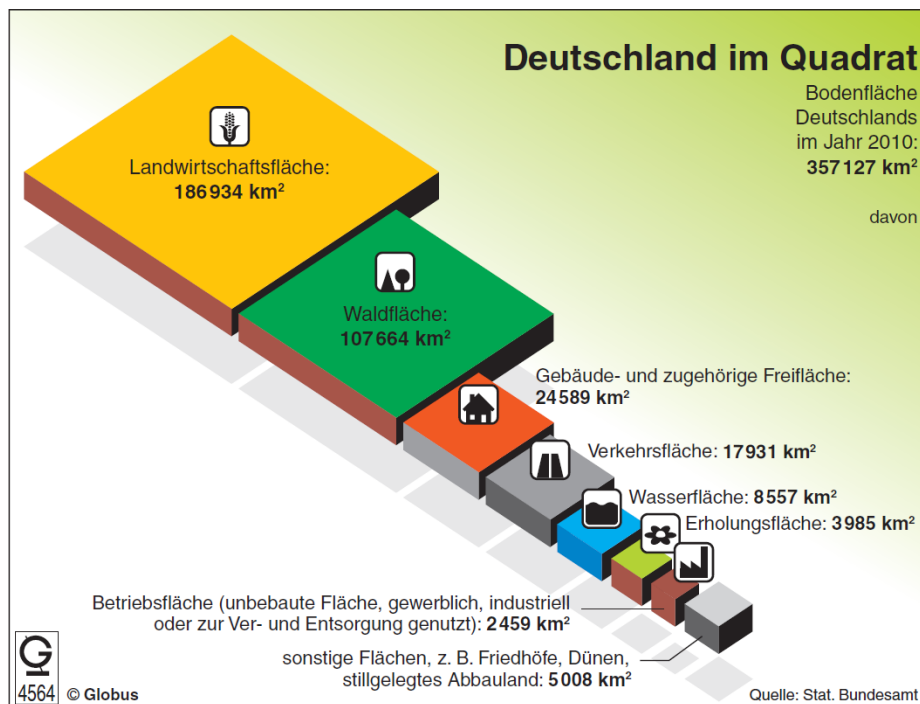 Deutschland im Quadrat
Bodenfläche
Deutschlands
im Jahr 2010:
357127 km²
davon
Landwirtschaftsfläche:
186934 km²
Waldfläche:
107664 km²
Gebäude- und zugehörige Freifläche:
24589 km²
Verkehrsfläche: 17931 km²
Wasserfläche: 8557 km²
Erholungsfläche: 3985 km²
Betriebsfläche (unbebaute Fläche, gewerblich, industriell
oder zur Ver- und Entsorgung genutzt): 2459 km²
sonstige Flächen, z. B. Friedhöfe, Dünen,
stillgelegtes Abbauland: 5008 km²
G
4564 © Globus
Quelle: Stat. Bundesamt